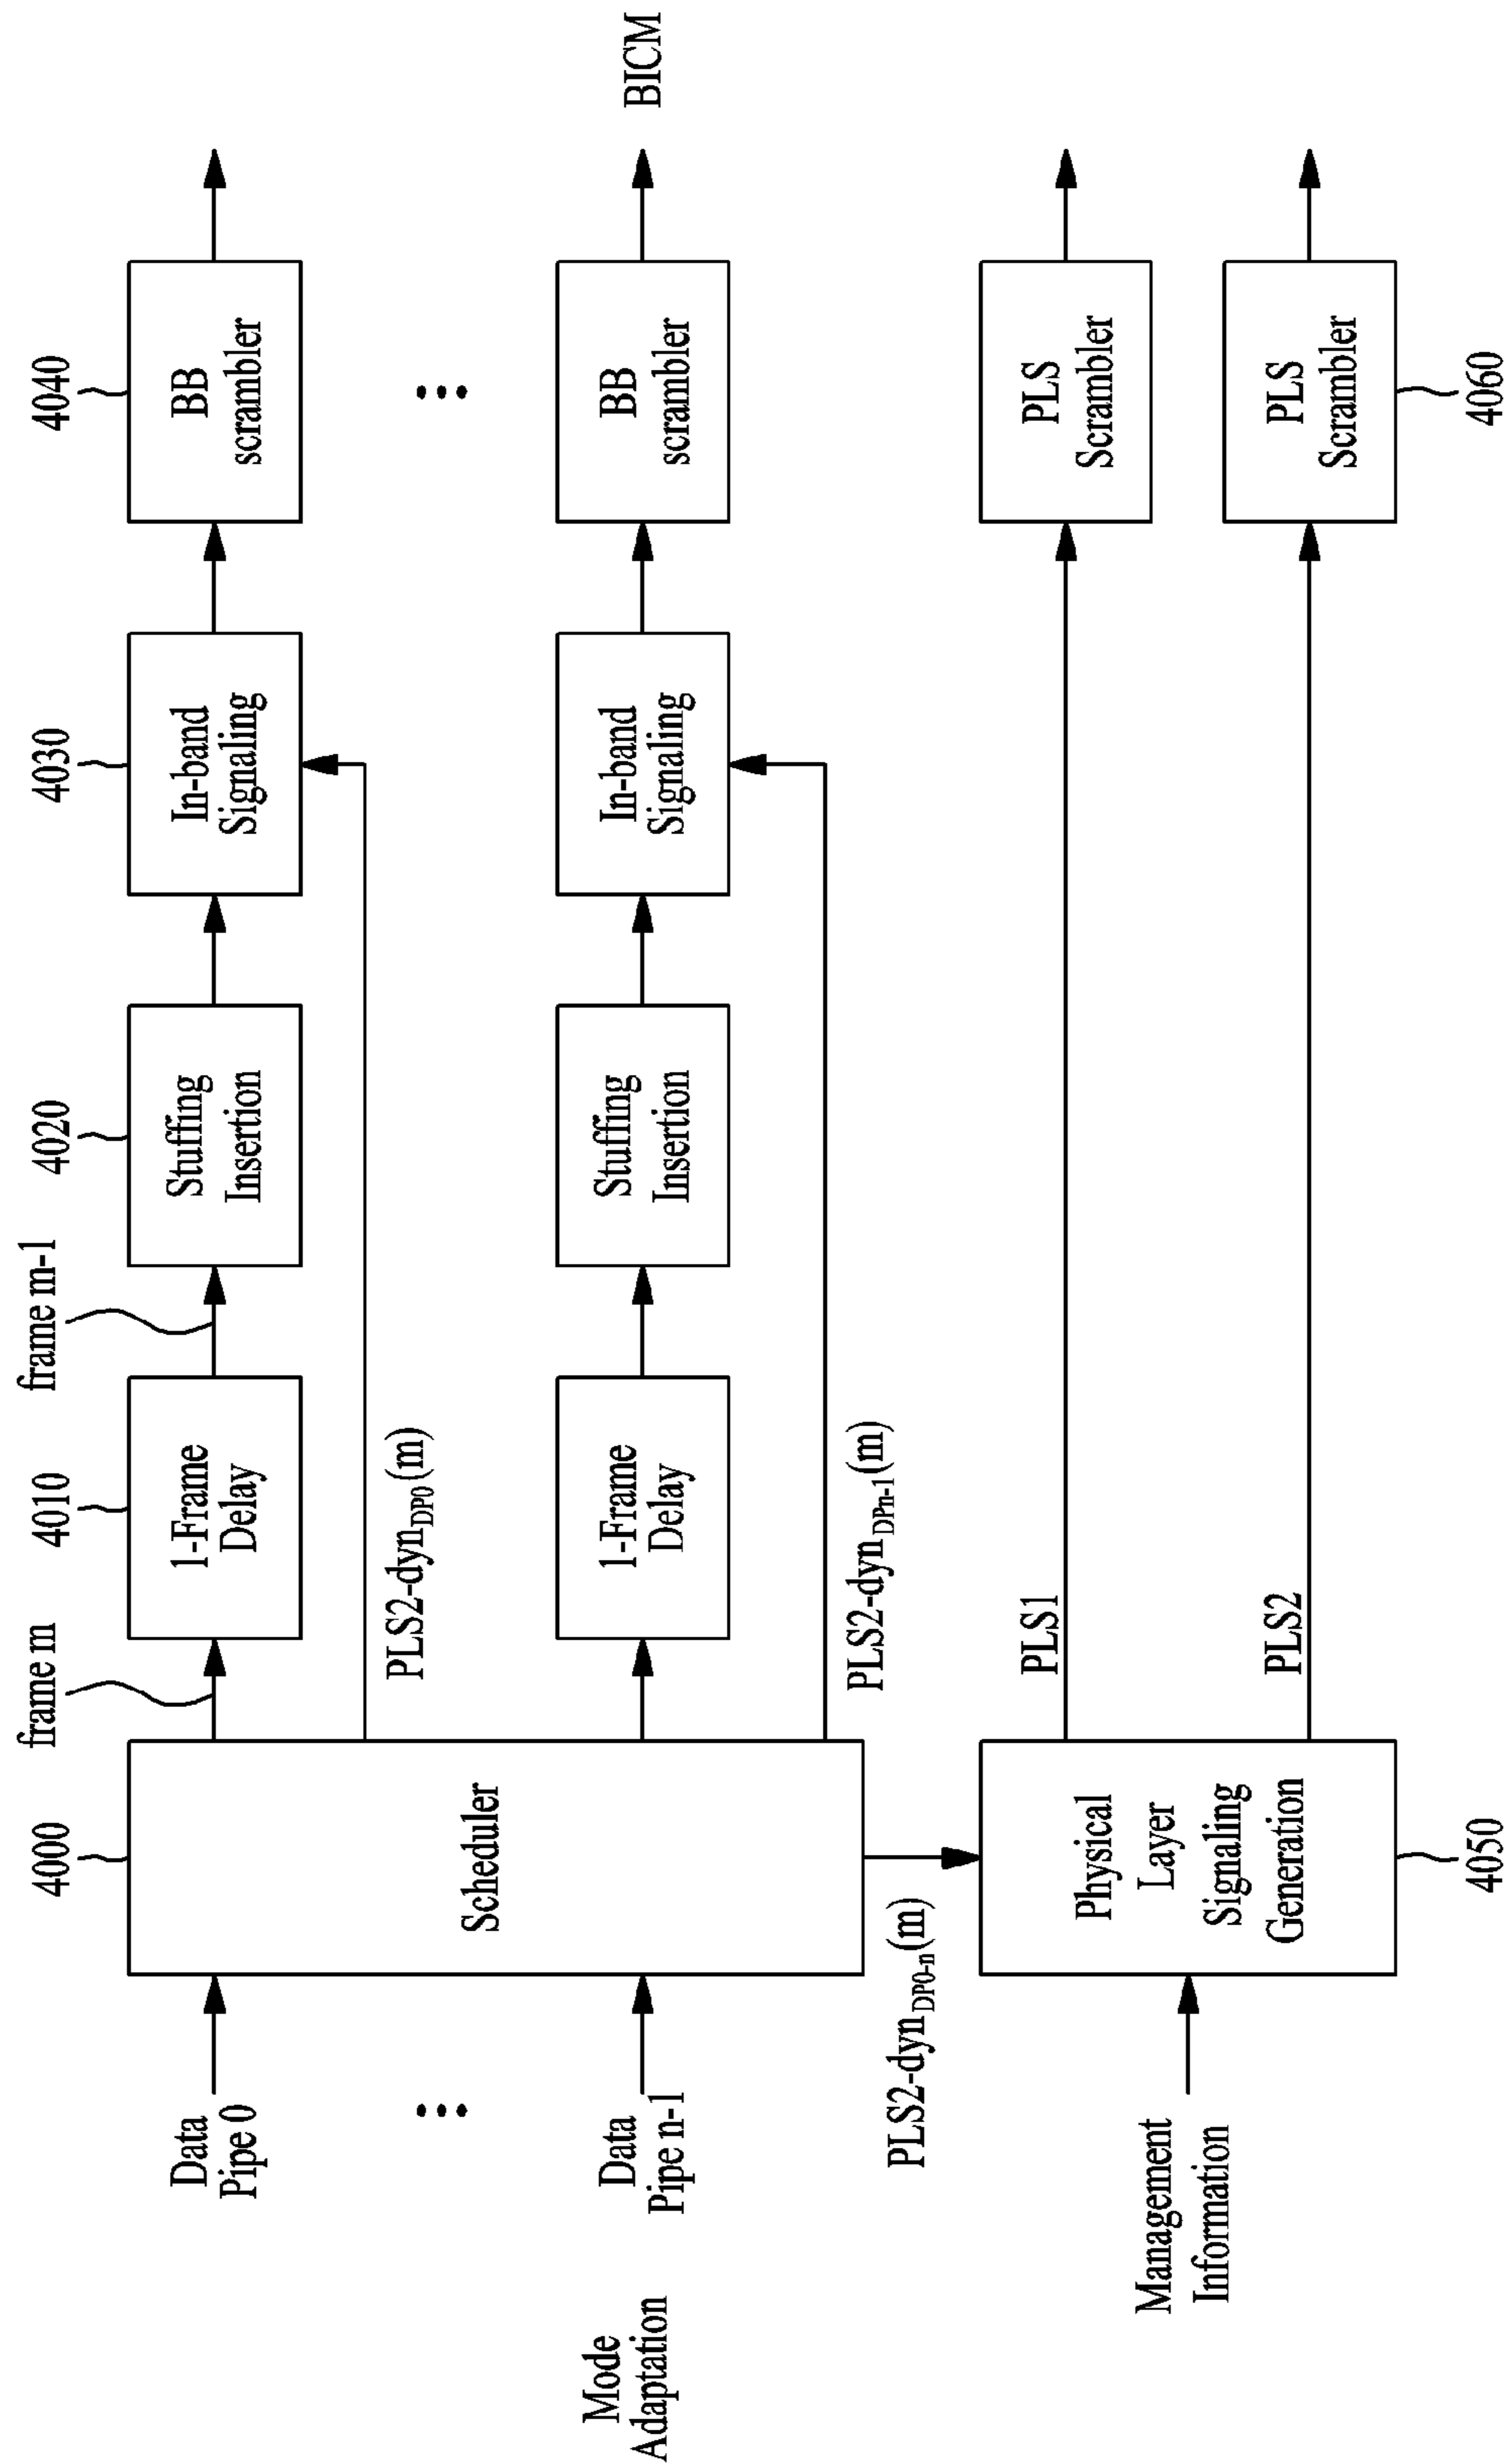 4000
4010
4020
4030
4040
frame m
frame m-1
Data
Pipe 0
Scheduler
1-Frame
Delay
Stuffing
Insertion
In-band
Signaling
BB
scrambler
PLS2-dynDP0(m)
...
...
Mode
Adaptation
Data
Pipe n-1
1-Frame
Delay
Stuffing
Insertion
In-band
Signaling
BB
scrambler
BICM
PLS2-dynDPn-1(m)
PLS2-dynDP0-n(m)
Management
Information
Physical
Layer
Signaling
Generation
PLS1
PLS
Scrambler
PLS2
PLS
Scrambler
4050
4060